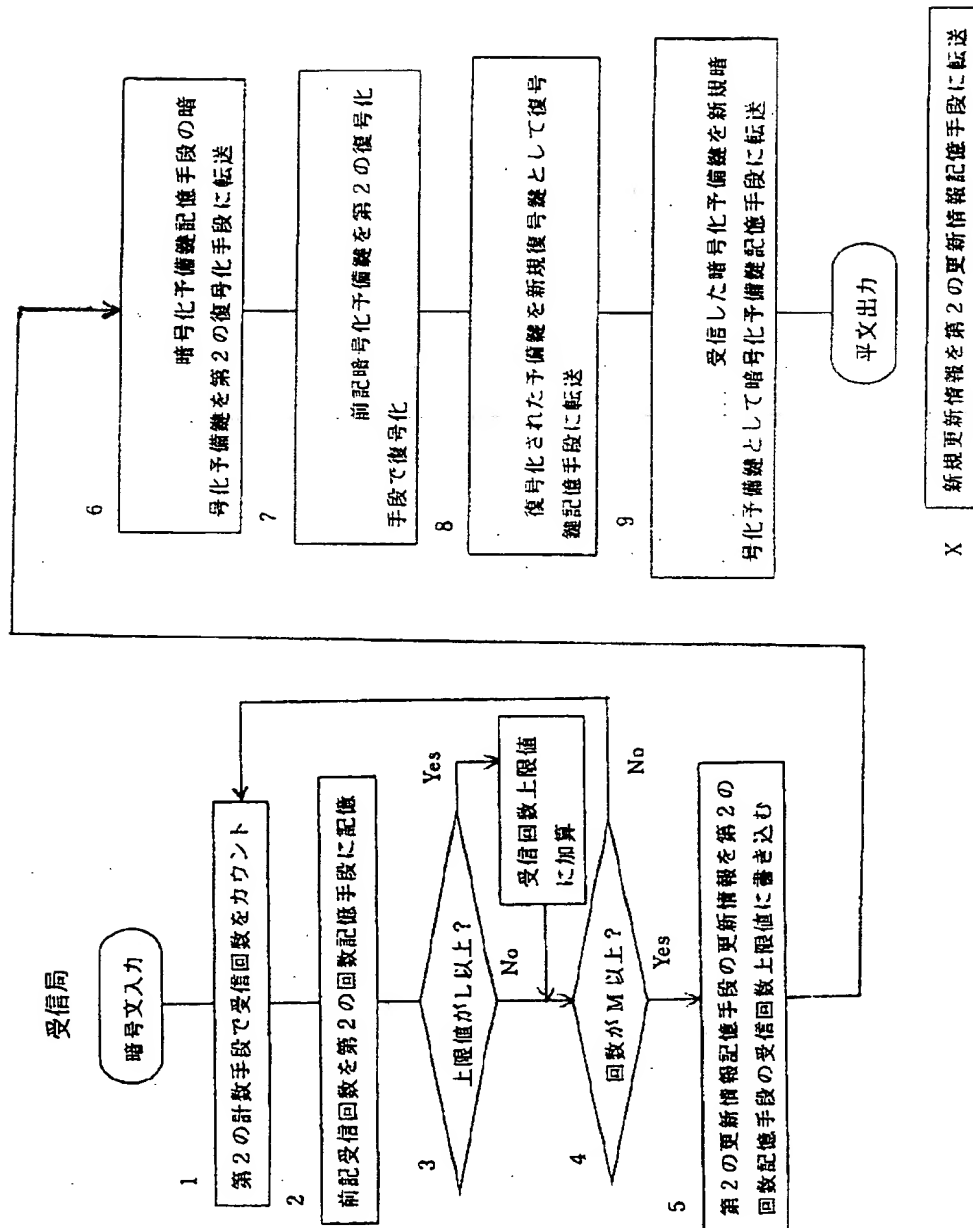 受信局
暗号文入力
1
第2の計数手段で受信回数をカウント
2
前記受信回数を第2の回数記憶手段に記憶
3
上限値がL以上?
Yes
受信回数上限値
に加算
No
4
回数がM以上?
No
Yes
5
第2の更新情報記憶手段の更新情報を第2の
回数記憶手段の受信回数上限値に書き込む
6
暗号化予備鍵記憶手段の暗
号化予備鍵を第2の復号化手段に転送
7
前記暗号化予備鍵を第2の復号化
手段で復号化
8
復号化された予備鍵を新規復号鍵として復号
鍵記憶手段に転送
9
受信した暗号化予備鍵を新規暗
号化予備鍵として暗号化予備鍵記憶手段に転送
平文出力
X
新規更新情報を第2の更新情報記憶手段に転送